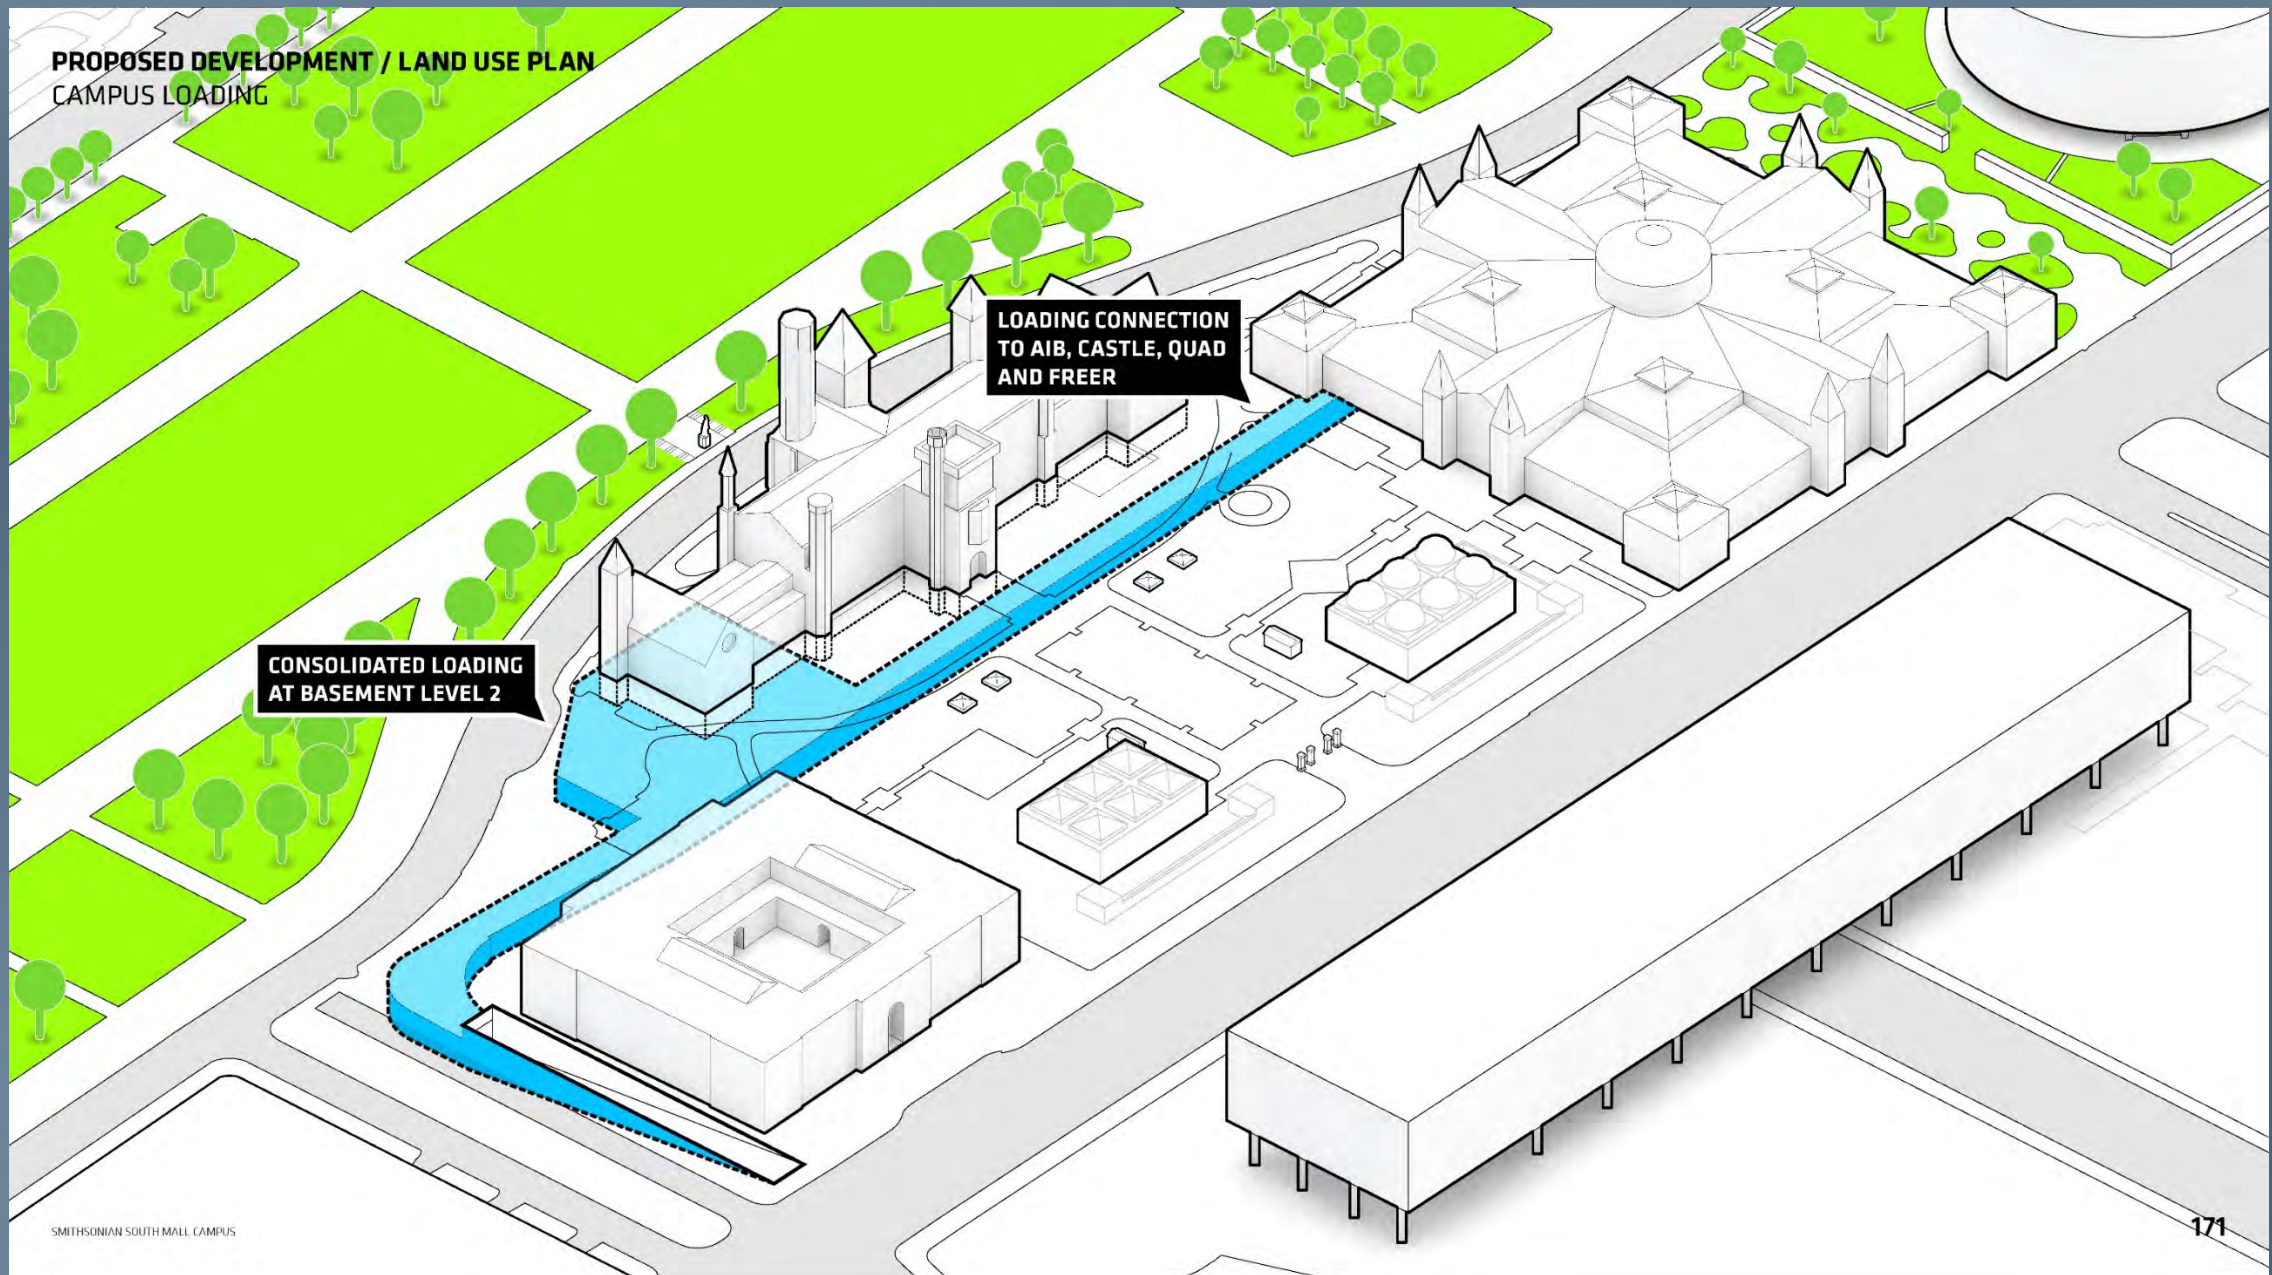 PROPOSED DEVELOPMENT / LAND USE PLAN
CAMPUS LOADING
LOADING CONNECTION
TO AIB, CASTLE, QUAD
AND FREER
CONSOLIDATED LOADING
AT BASEMENT LEVEL 2
SMITHSONIAN SOUTH MALL CAMPUS
171